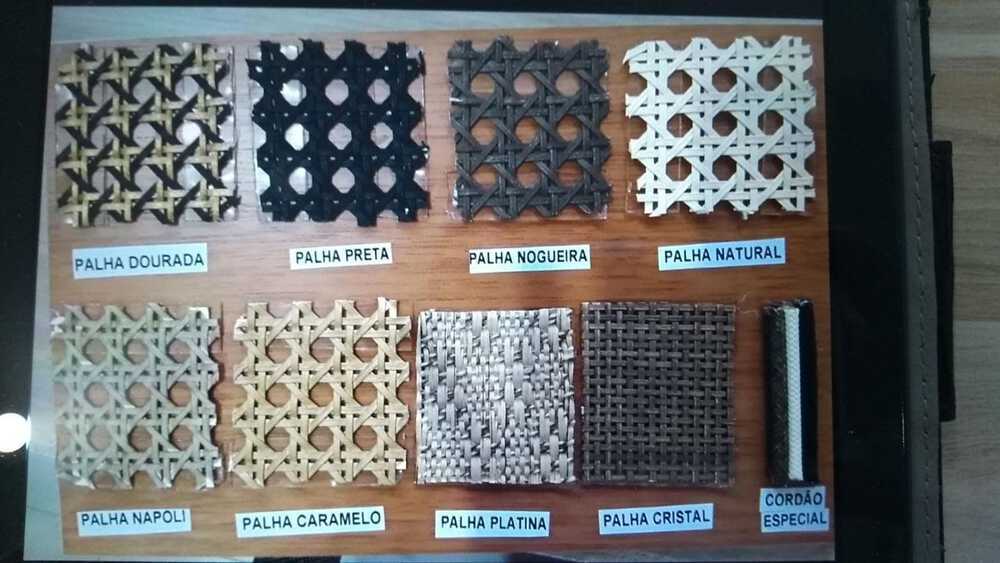 PALHA DOURADA
PALHA PRETA
PALHA NOGUEIRA
PALHA NATURAL
PALHA NAPOLI
PALHA CARAMELO
PALHA PLATINA
PALHA CRISTAL
CORDÃO
ESPECIAL